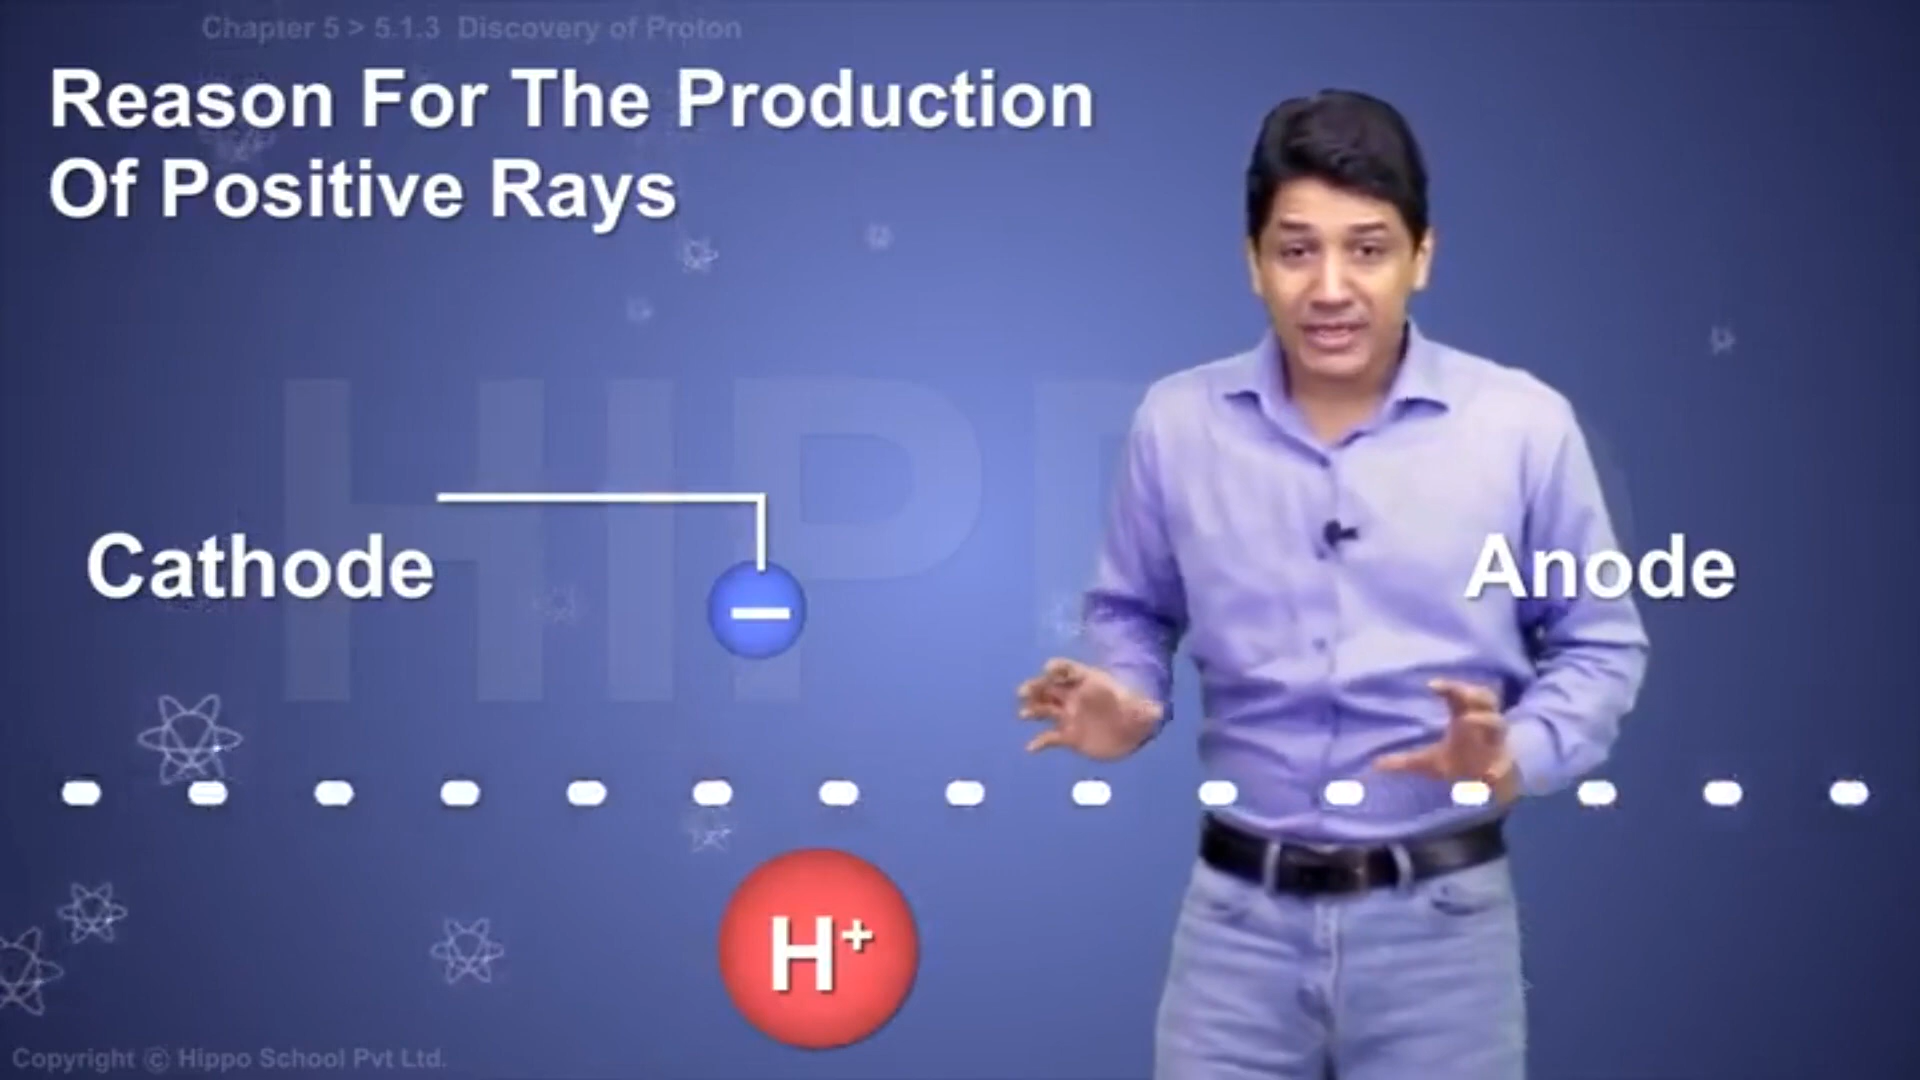 Chapter 5 > 5.1.3 Discovery of Proton
Reason For The Production
Of Positive Rays
HIPP
Cathode
Anode
–
H⁺
Copyright © Hippo School Pvt Ltd.